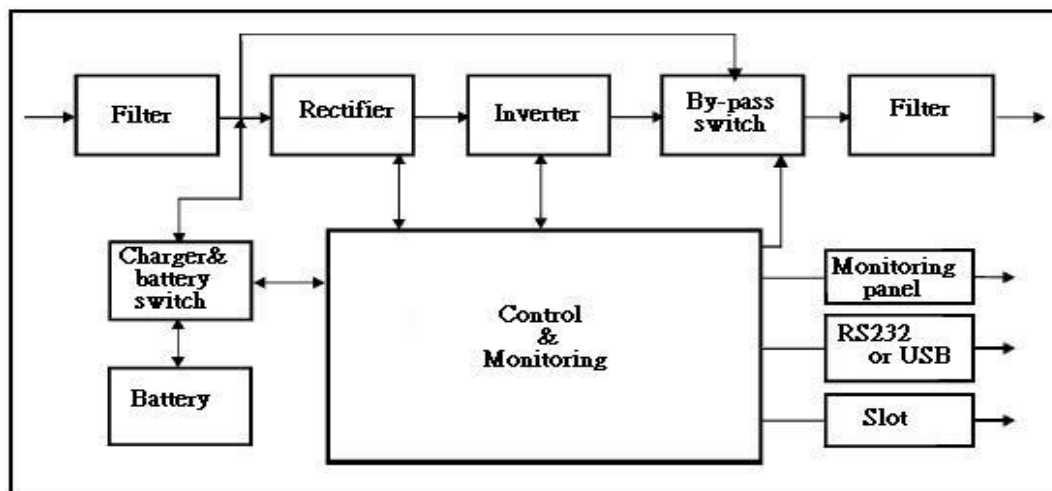 Filter
Rectifier
Inverter
By-pass
switch
Filter
Charger&
battery
switch
Control
&
Monitoring
Monitoring
panel
RS232
or USB
Battery
Slot